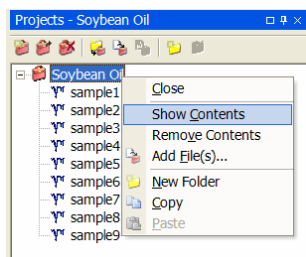 Projects - Soybean Oil
Soybean Oi
sample1
sample2
sample3
sample4
sample5
sample6
sample7
sample8
sample9
Close
Show Contents
Remove Contents
Add File(s)...
New Folder
Copy
Paste